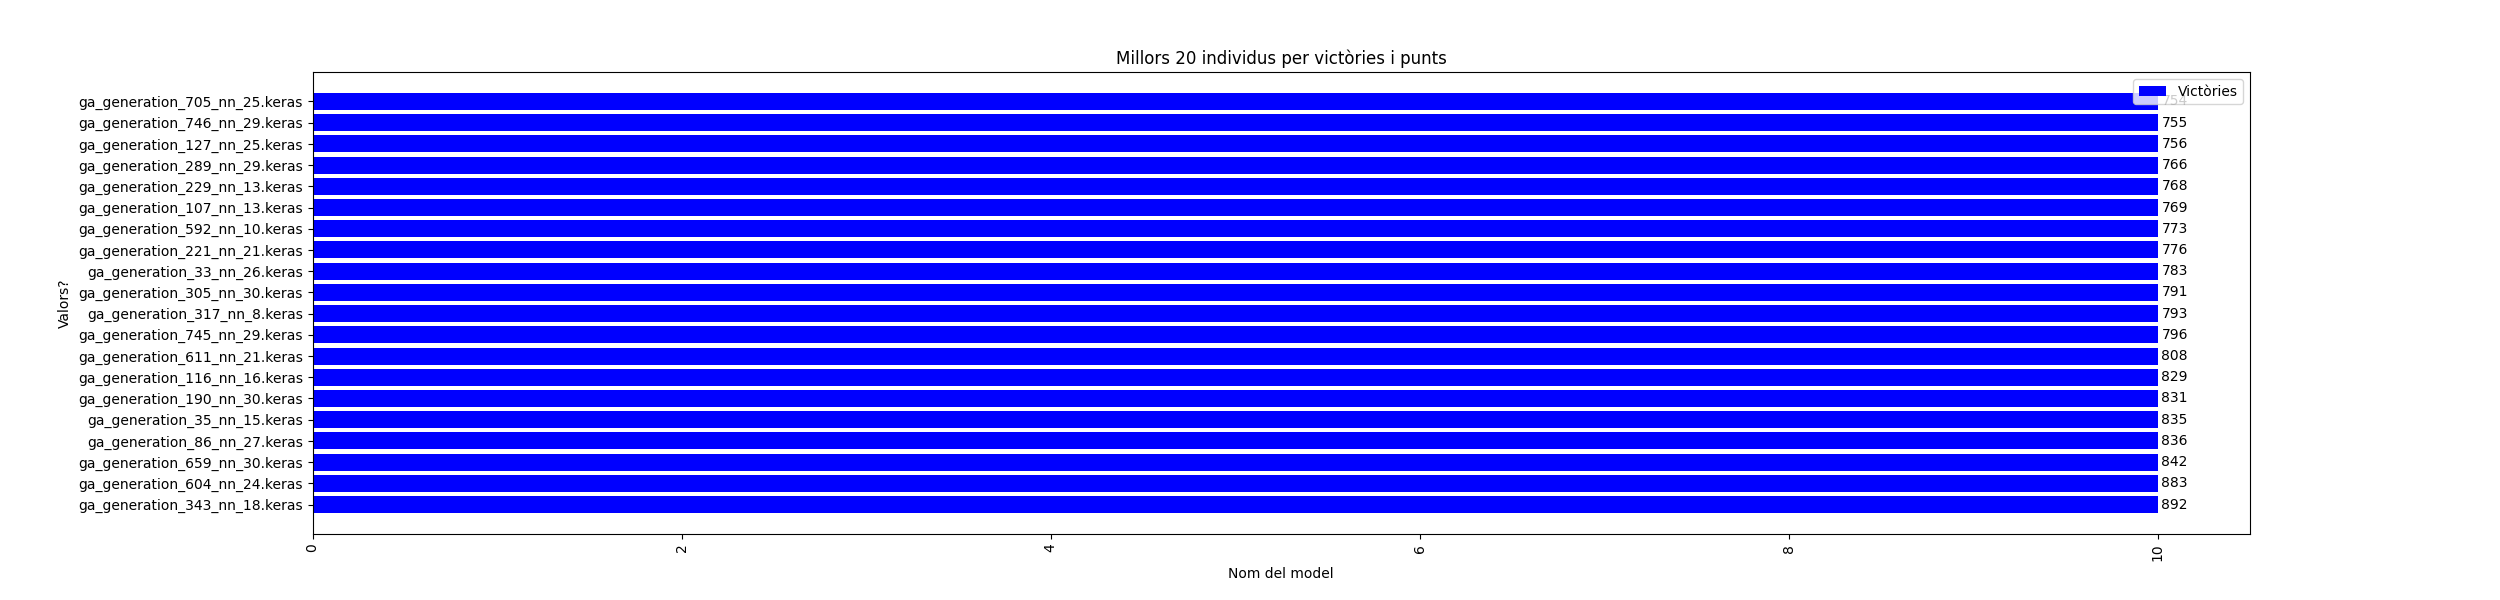 Millors 20 individus per victòries i punts
Victòries
ga_generation_705_nn_25.keras 754
ga_generation_746_nn_29.keras 755
ga_generation_127_nn_25.keras 756
ga_generation_289_nn_29.keras 766
ga_generation_229_nn_13.keras 768
ga_generation_107_nn_13.keras 769
ga_generation_592_nn_10.keras 773
ga_generation_221_nn_21.keras 776
ga_generation_33_nn_26.keras 783
ga_generation_305_nn_30.keras 791
ga_generation_317_nn_8.keras 793
ga_generation_745_nn_29.keras 796
ga_generation_611_nn_21.keras 808
ga_generation_116_nn_16.keras 829
ga_generation_190_nn_30.keras 831
ga_generation_35_nn_15.keras 835
ga_generation_86_nn_27.keras 836
ga_generation_659_nn_30.keras 842
ga_generation_604_nn_24.keras 883
ga_generation_343_nn_18.keras 892
Valors?
0 2 4 6 8 10
Nom del model